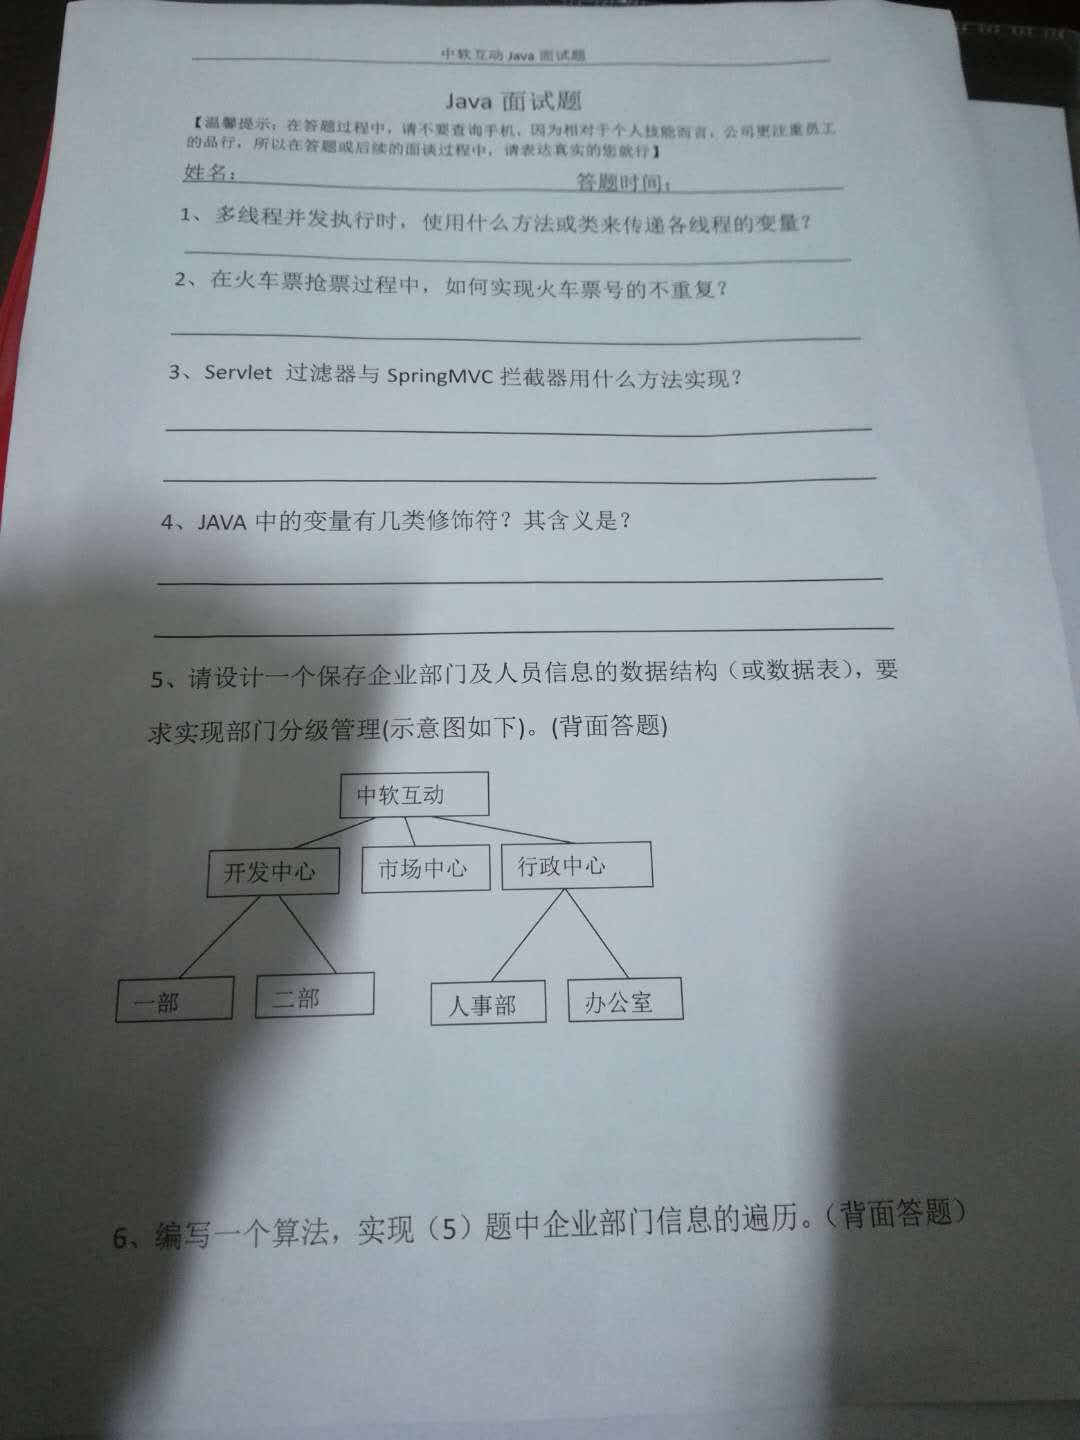 中软互动 Java 面试题
Java 面试题
【温馨提示：在答题过程中，请不要查询手机，因为相对于个人技能而言，公司更注重员工
的品行，所以在答题或后续的面谈过程中，请表达真实的您就行】
姓名： 答题时间：
1、多线程并发执行时，使用什么方法或类来传递各线程的变量？
2、在火车票抢票过程中，如何实现火车票号的不重复？
3、Servlet 过滤器与 SpringMVC 拦截器用什么方法实现？
4、JAVA 中的变量有几类修饰符？其含义是？
5、请设计一个保存企业部门及人员信息的数据结构（或数据表），要
求实现部门分级管理(示意图如下)。(背面答题)
中软互动
开发中心 市场中心 行政中心
一部 二部 人事部 办公室
6、编写一个算法，实现（5）题中企业部门信息的遍历。（背面答题）